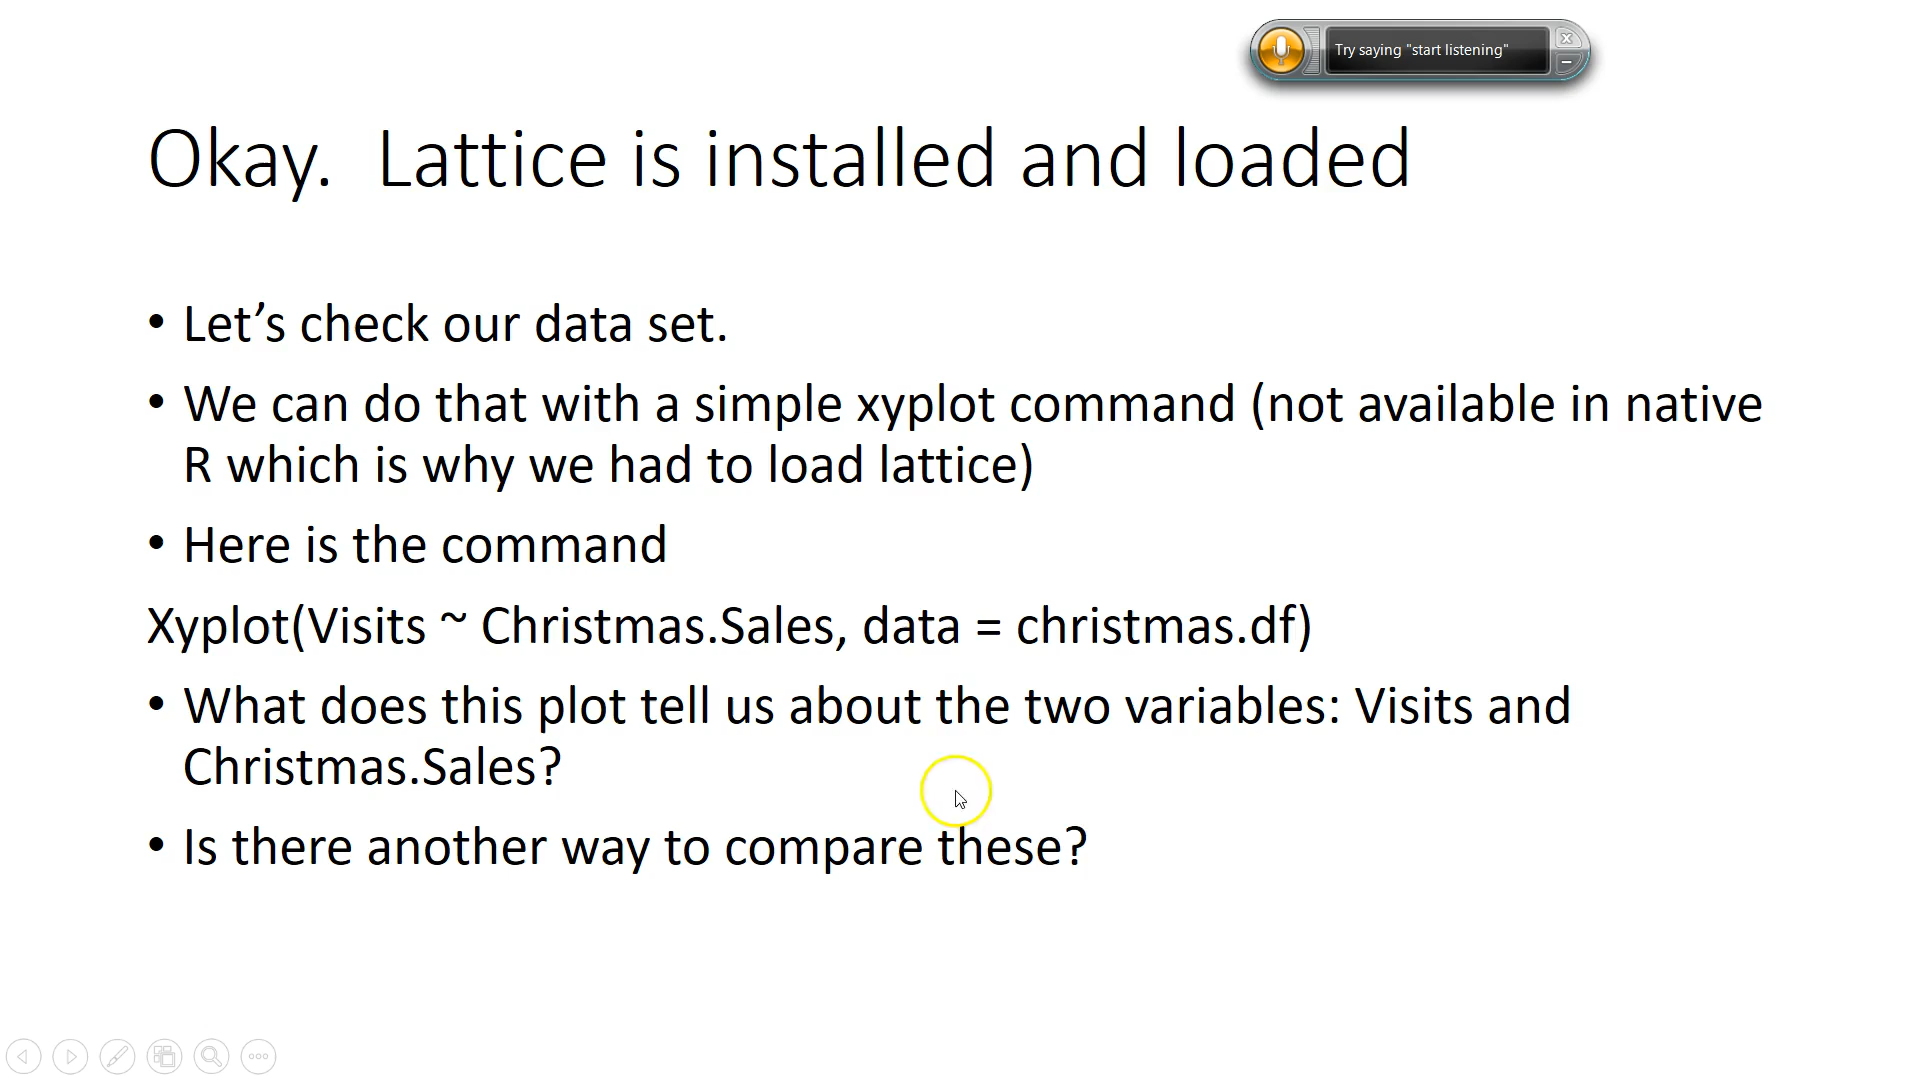 Try saying "start listening"
Okay.  Lattice is installed and loaded
• Let’s check our data set.
• We can do that with a simple xyplot command (not available in native
R which is why we had to load lattice)
• Here is the command
Xyplot(Visits ~ Christmas.Sales, data = christmas.df)
• What does this plot tell us about the two variables: Visits and
Christmas.Sales?
• Is there another way to compare these?